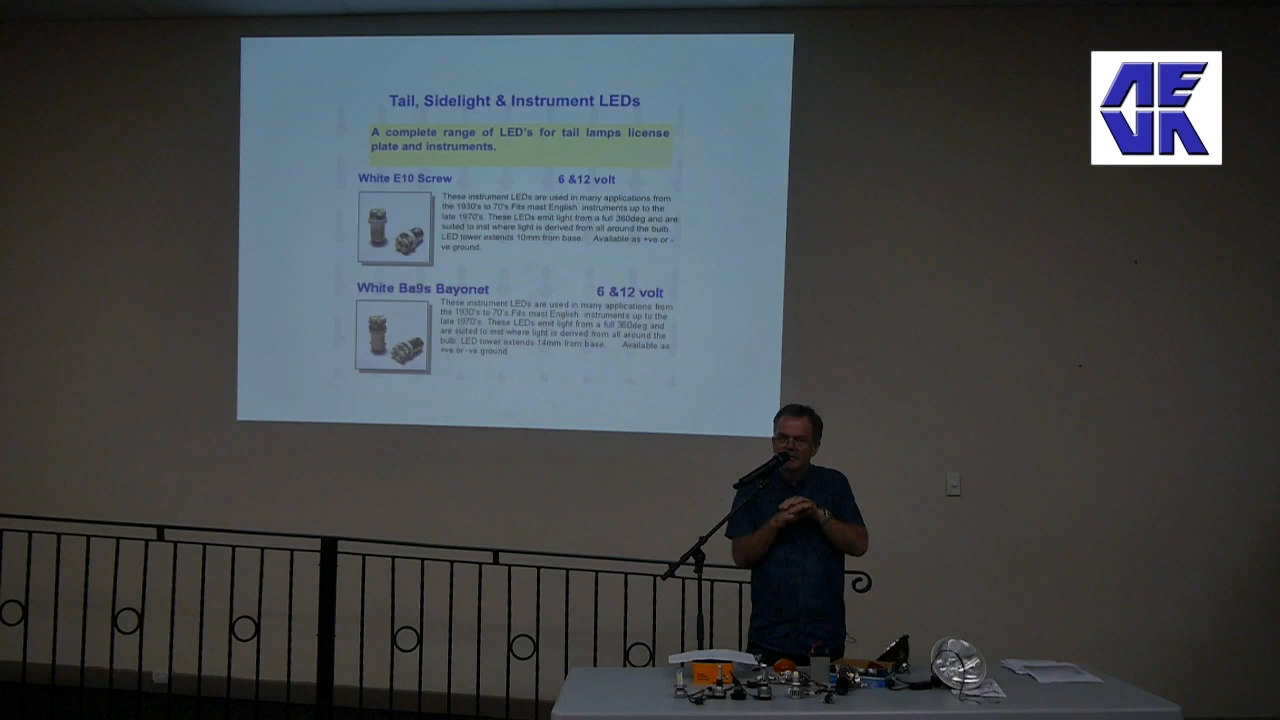 Tail, Sidelight & Instrument LEDs
A complete range of LED's for tail lamps license
plate and instruments.
White E10 Screw 6 &12 volt
These instrument LEDs are used in many applications from
the 1930's to 70's.Fits mast English instruments up to the
late 1970's. These LEDs emit light from a full 360deg and are
suited to inst where light is derived from all around the bulb.
LED tower extends 10mm from base. Available as +ve or -
ve ground.
White Ba9s Bayonet 6 &12 volt
These instrument LEDs are used in many applications from
the 1930's to 70's.Fits mast English instruments up to the
late 1970's. These LEDs emit light from a full 360deg and
are suited to inst where light is derived from all around the
bulb. LED tower extends 14mm from base. Available as
+ve or -ve ground.